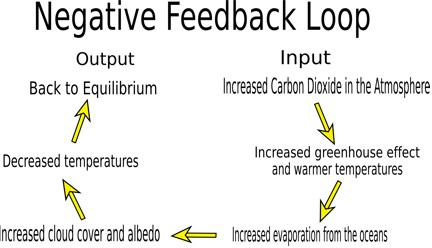 Negative Feedback Loop
Output
Input
Back to Equilibrium
Increased Carbon Dioxide in the Atmosphere
Decreased temperatures
Increased greenhouse effect
and warmer temperatures
Increased cloud cover and albedo
Increased evaporation from the oceans